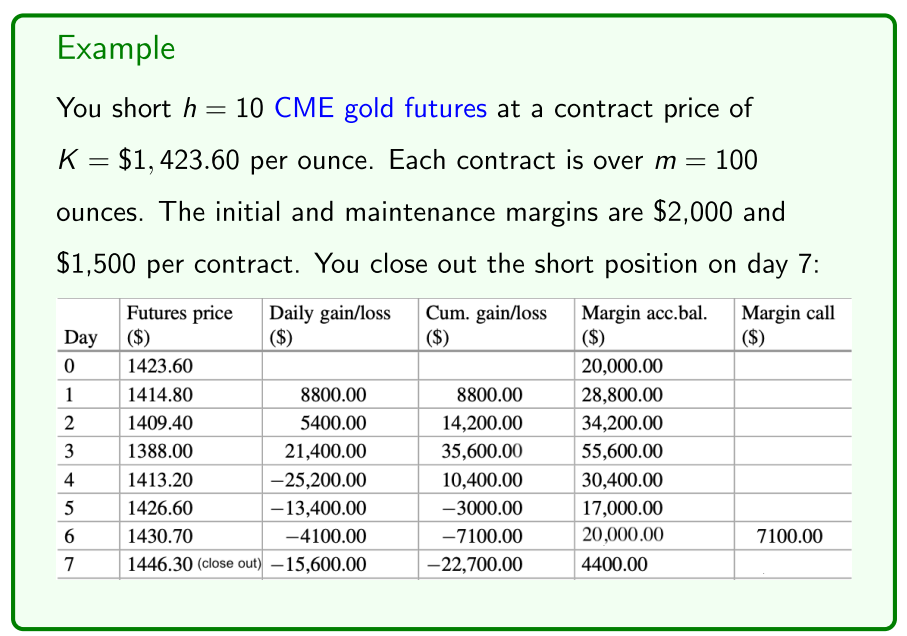 Example
You short h = 10 CME gold futures at a contract price of
K = $1,423.60 per ounce. Each contract is over m = 100
ounces. The initial and maintenance margins are $2,000 and
$1,500 per contract. You close out the short position on day 7:
Futures price Daily gain/loss Cum. gain/loss Margin acc.bal. Margin call
Day ($) ($) ($) ($) ($)
0 1423.60 20,000.00
1 1414.80 8800.00 8800.00 28,800.00
2 1409.40 5400.00 14,200.00 34,200.00
3 1388.00 21,400.00 35,600.00 55,600.00
4 1413.20 −25,200.00 10,400.00 30,400.00
5 1426.60 −13,400.00 −3000.00 17,000.00
6 1430.70 −4100.00 −7100.00 20,000.00 7100.00
7 1446.30 (close out) −15,600.00 −22,700.00 4400.00